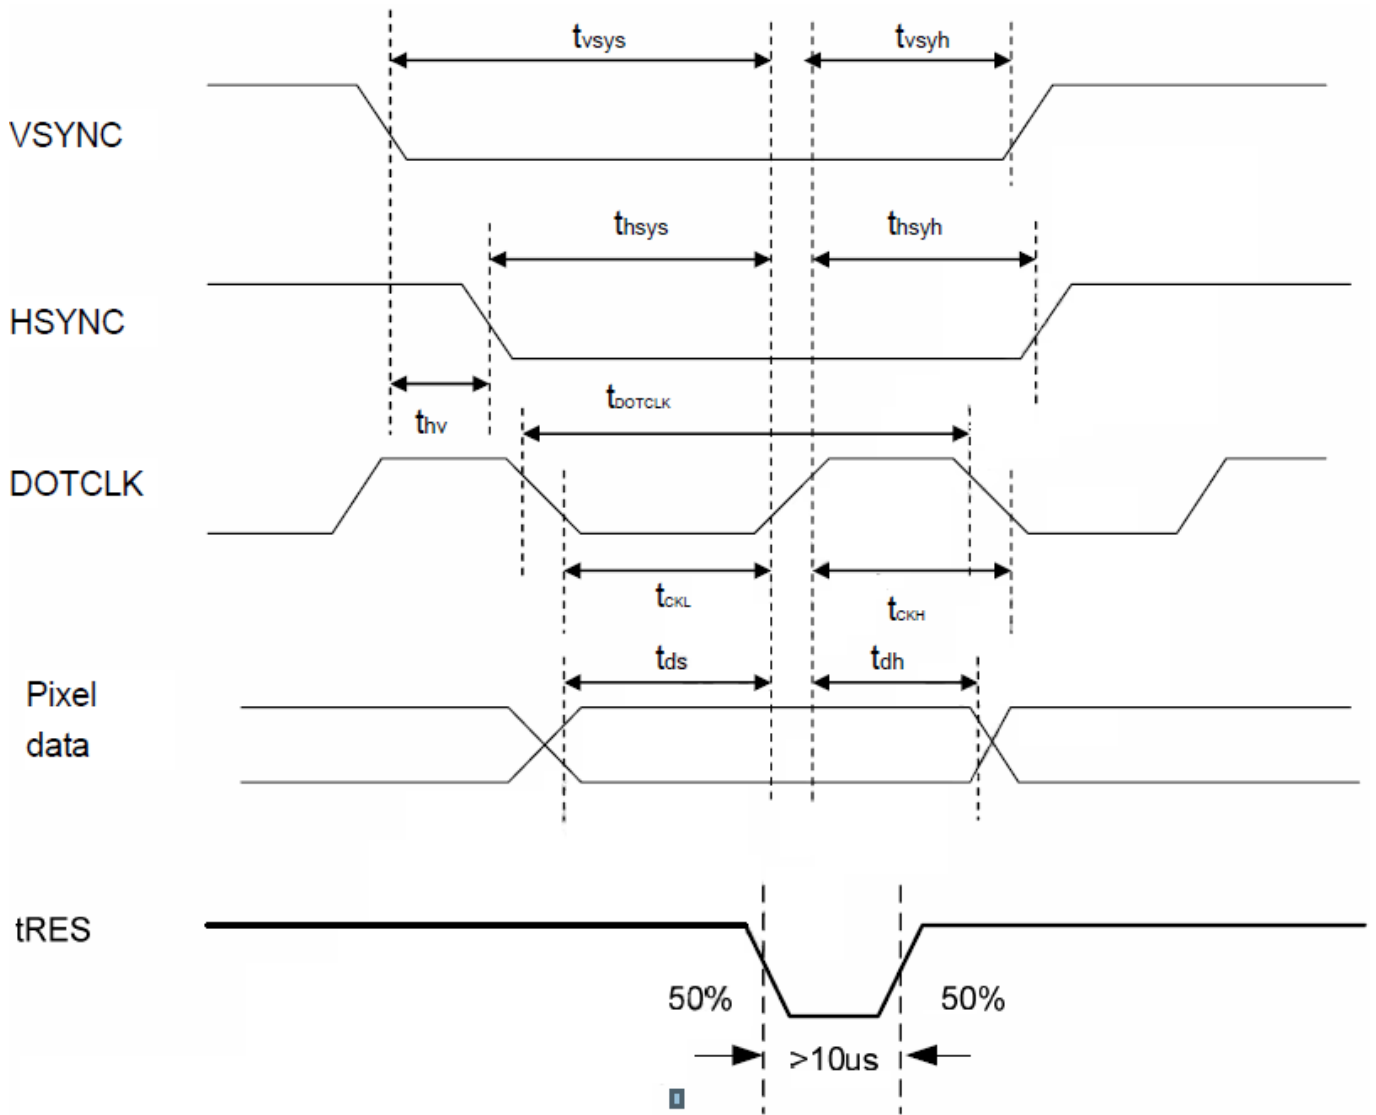 tvsys tvsyh
VSYNC
thsys thsyh
HSYNC
tDOTCLK
thv
DOTCLK
tCKL tCKH
tds tdh
Pixel
data
tRES
50% 50%
>10us